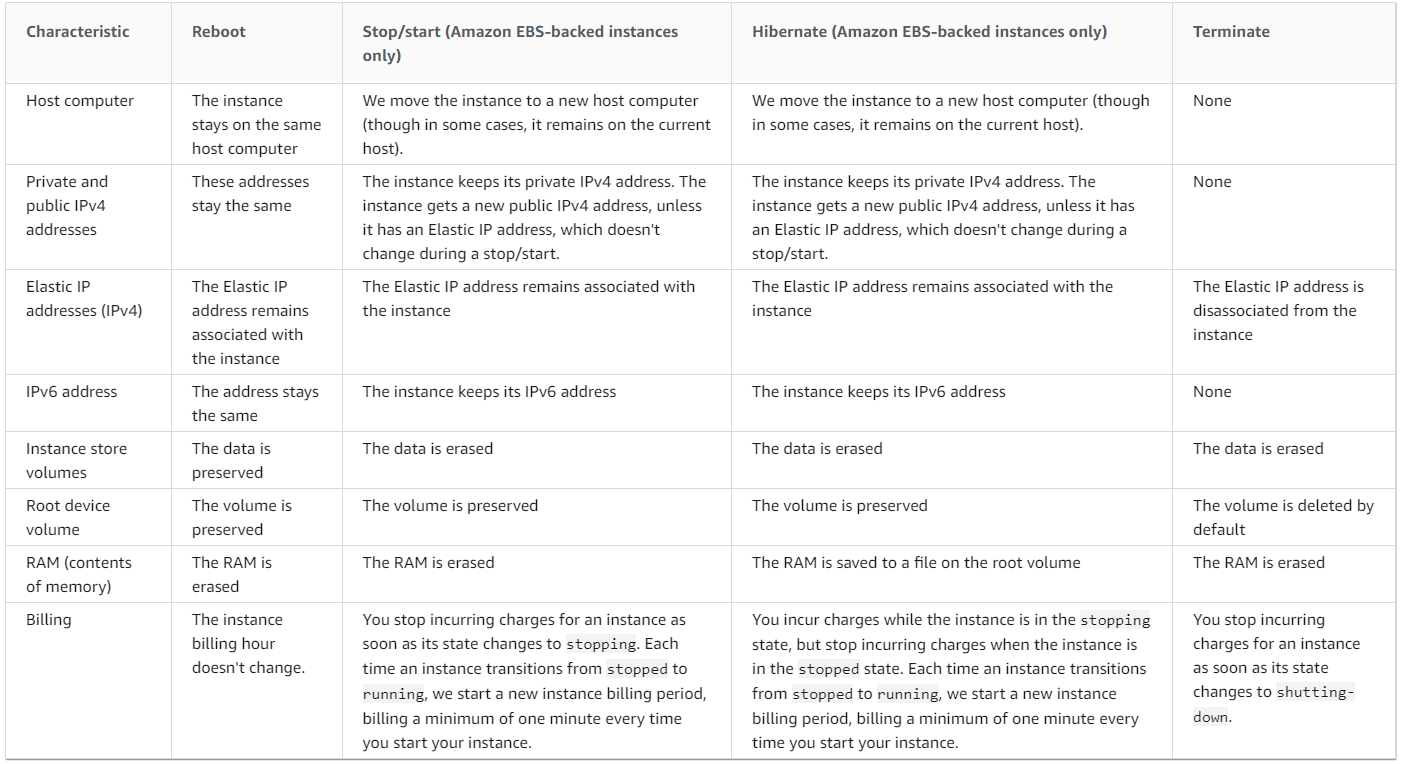 Characteristic
Reboot
Stop/start (Amazon EBS-backed instances
only)
Hibernate (Amazon EBS-backed instances only)
Terminate
Host computer
The instance
stays on the same
host computer
We move the instance to a new host computer
(though in some cases, it remains on the current
host).
We move the instance to a new host computer (though
in some cases, it remains on the current host).
None
Private and
public IPv4
addresses
These addresses
stay the same
The instance keeps its private IPv4 address. The
instance gets a new public IPv4 address, unless
it has an Elastic IP address, which doesn't
change during a stop/start.
The instance keeps its private IPv4 address. The
instance gets a new public IPv4 address, unless it has
an Elastic IP address, which doesn't change during a
stop/start.
None
Elastic IP
addresses (IPv4)
The Elastic IP
address remains
associated with
the instance
The Elastic IP address remains associated with
the instance
The Elastic IP address remains associated with the
instance
The Elastic IP address is
disassociated from the
instance
IPv6 address
The address stays
the same
The instance keeps its IPv6 address
The instance keeps its IPv6 address
None
Instance store
volumes
The data is
preserved
The data is erased
The data is erased
The data is erased
Root device
volume
The volume is
preserved
The volume is preserved
The volume is preserved
The volume is deleted by
default
RAM (contents
of memory)
The RAM is
erased
The RAM is erased
The RAM is saved to a file on the root volume
The RAM is erased
Billing
The instance
billing hour
doesn't change.
You stop incurring charges for an instance as
soon as its state changes to stopping. Each
time an instance transitions from stopped to
running, we start a new instance billing period,
billing a minimum of one minute every time
you start your instance.
You incur charges while the instance is in the stopping
state, but stop incurring charges when the instance is
in the stopped state. Each time an instance transitions
from stopped to running, we start a new instance
billing period, billing a minimum of one minute every
time you start your instance.
You stop incurring
charges for an instance
as soon as its state
changes to shutting-
down.